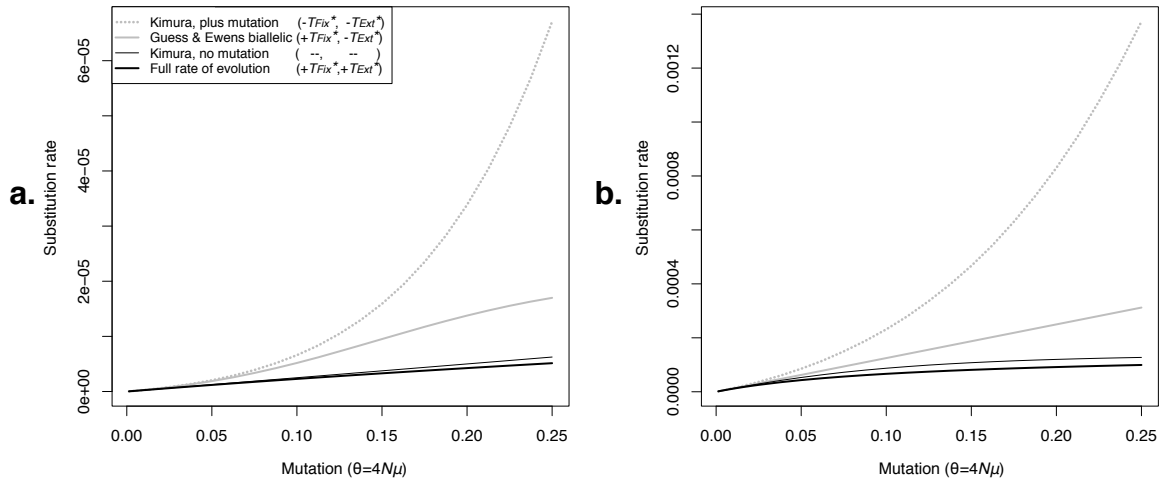 a.
Kimura, plus mutation (-TFix*, -TExt*)
Guess & Ewens biallelic (+TFix*, -TExt*)
Kimura, no mutation ( --, -- )
Full rate of evolution (+TFix*,+TExt*)
Substitution rate
6e-05
4e-05
2e-05
0e+00
0.00 0.05 0.10 0.15 0.20 0.25
Mutation (θ=4Nμ)
b.
Substitution rate
0.0012
0.0008
0.0004
0.0000
0.00 0.05 0.10 0.15 0.20 0.25
Mutation (θ=4Nμ)